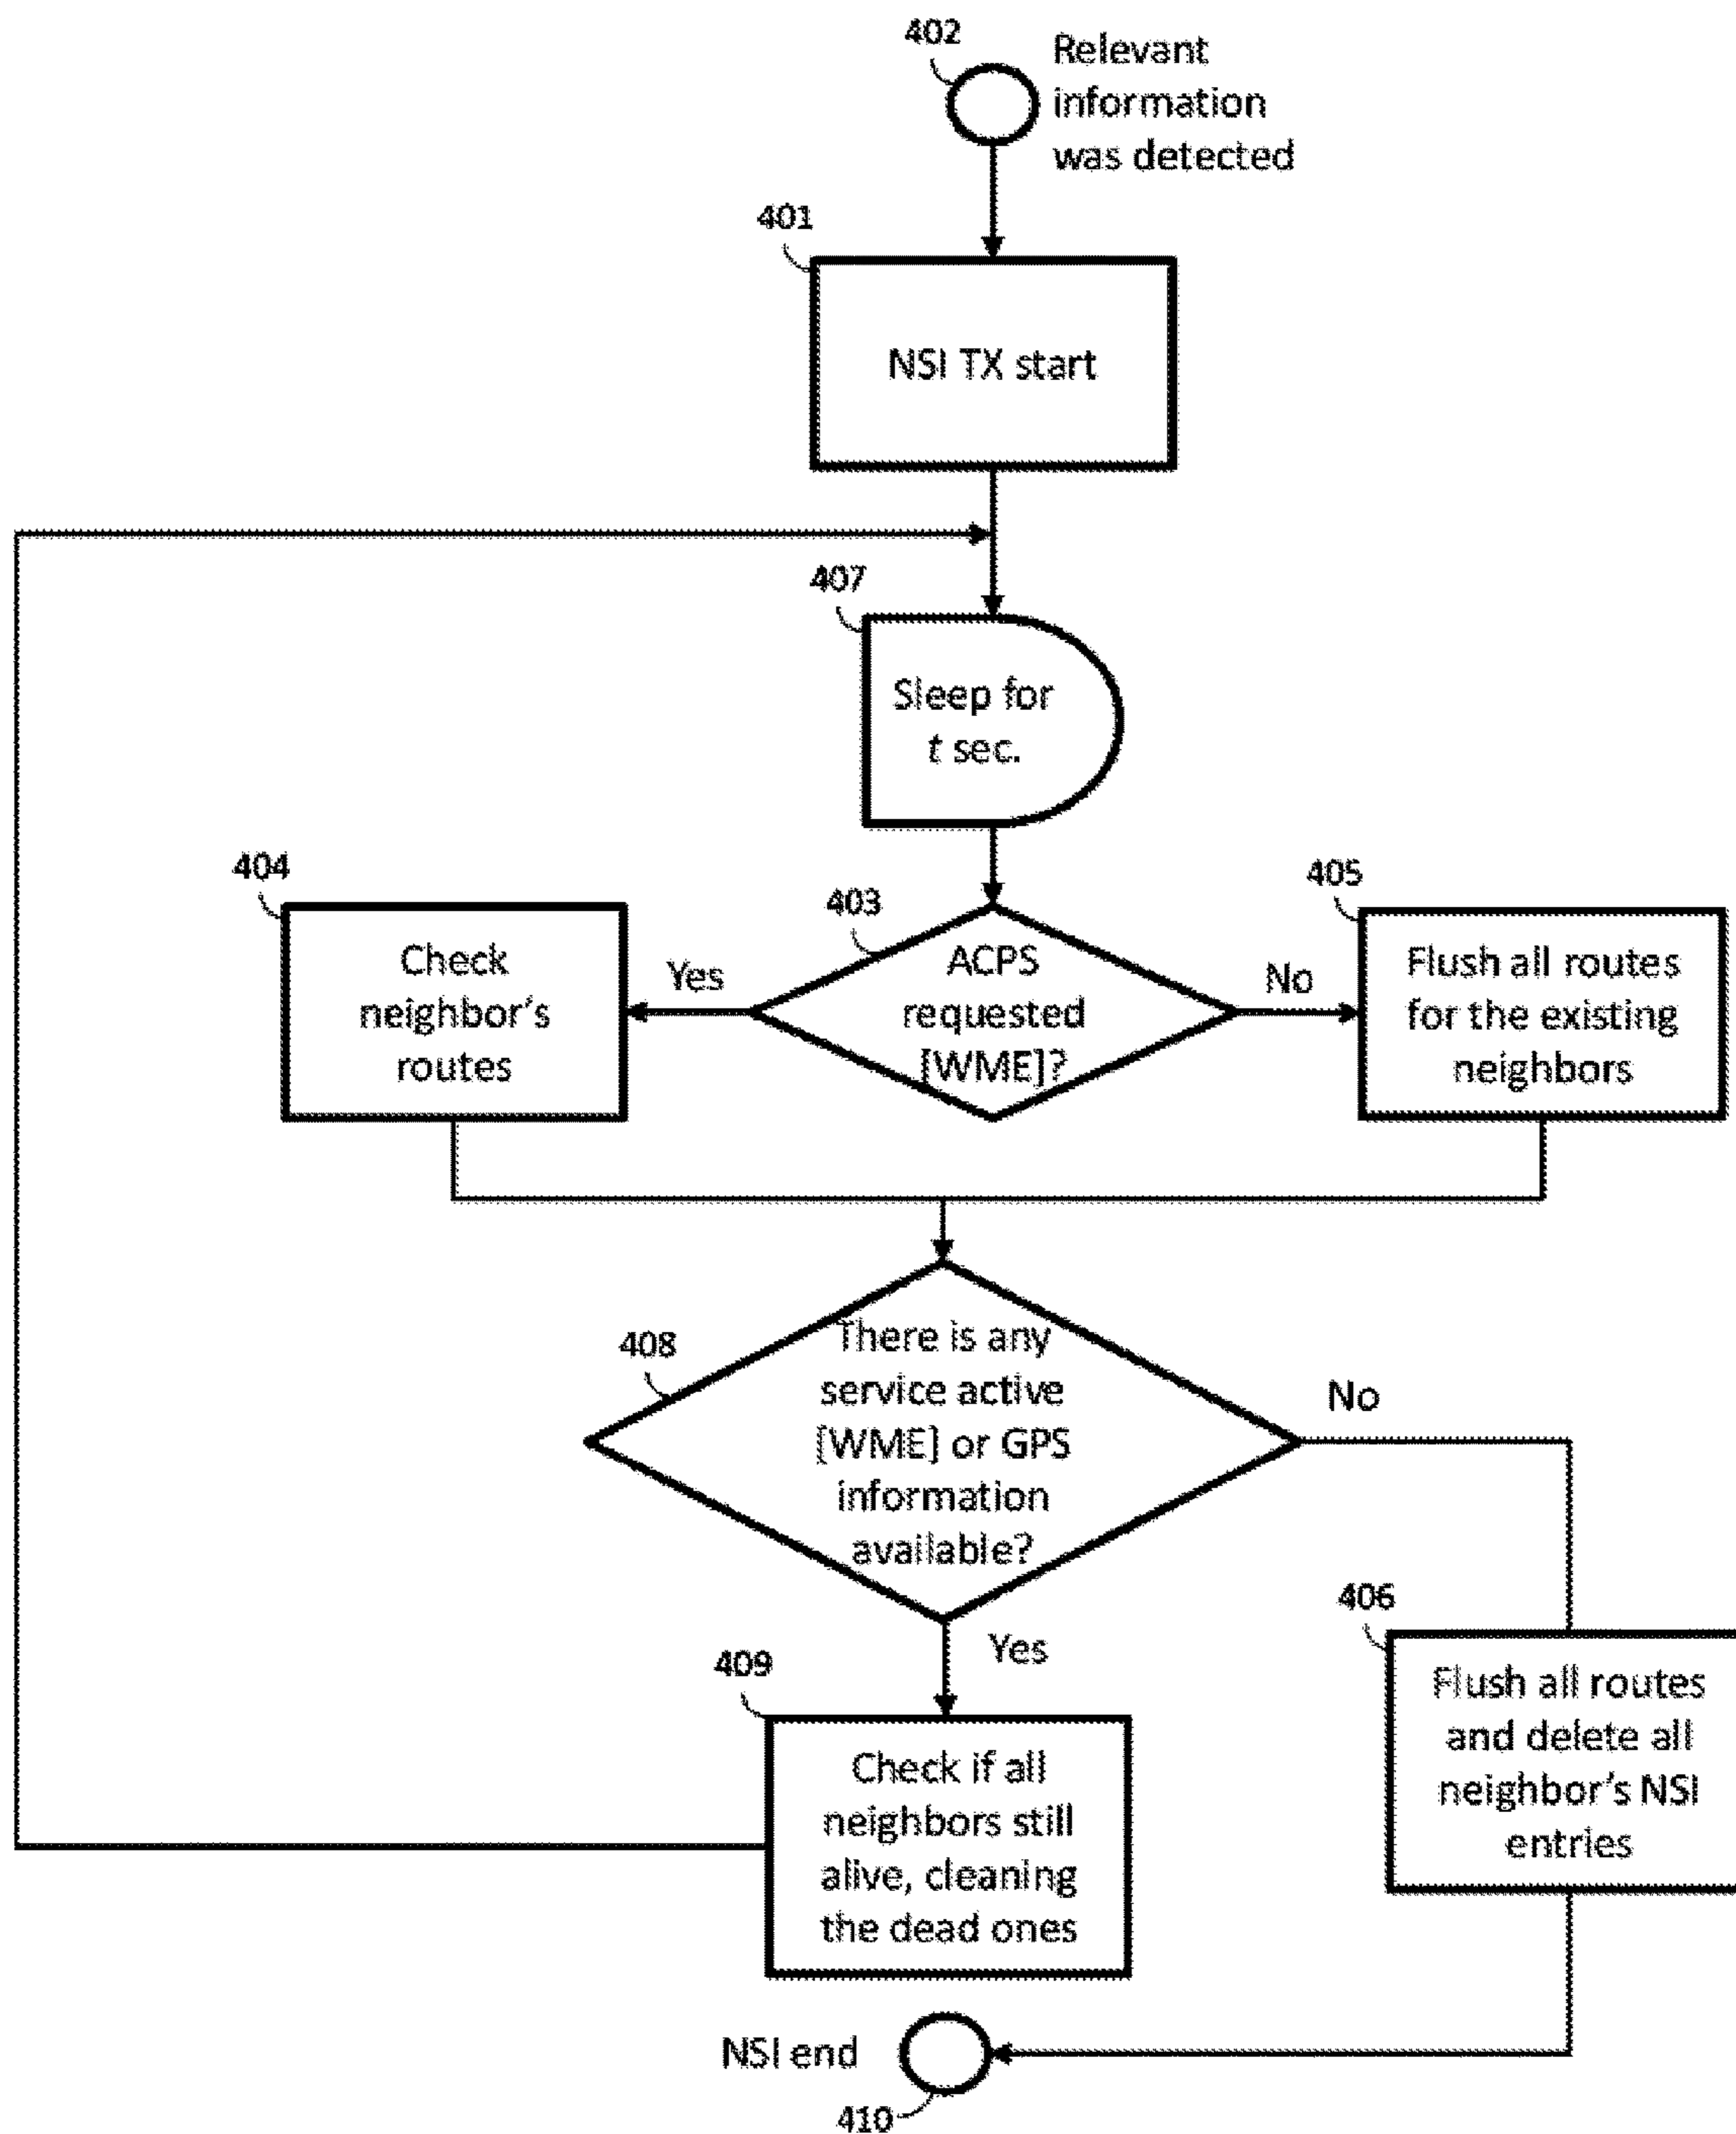 402
Relevant
information
was detected
401
NSI TX start
407
Sleep for
t sec.
404
Check
neighbor's
routes
Yes
403
ACPS
requested
[WME]?
No
405
Flush all routes
for the existing
neighbors
408
There is any
service active
[WME] or GPS
information
available?
No
Yes
406
Flush all routes
and delete all
neighbor's NSI
entries
409
Check if all
neighbors still
alive, cleaning
the dead ones
NSI end
410